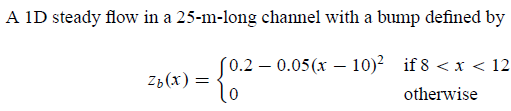 A 1D steady flow in a 25-m-long channel with a bump defined by
z_b(x) = { 0.2 − 0.05(x − 10)² if 8 < x < 12
0 otherwise